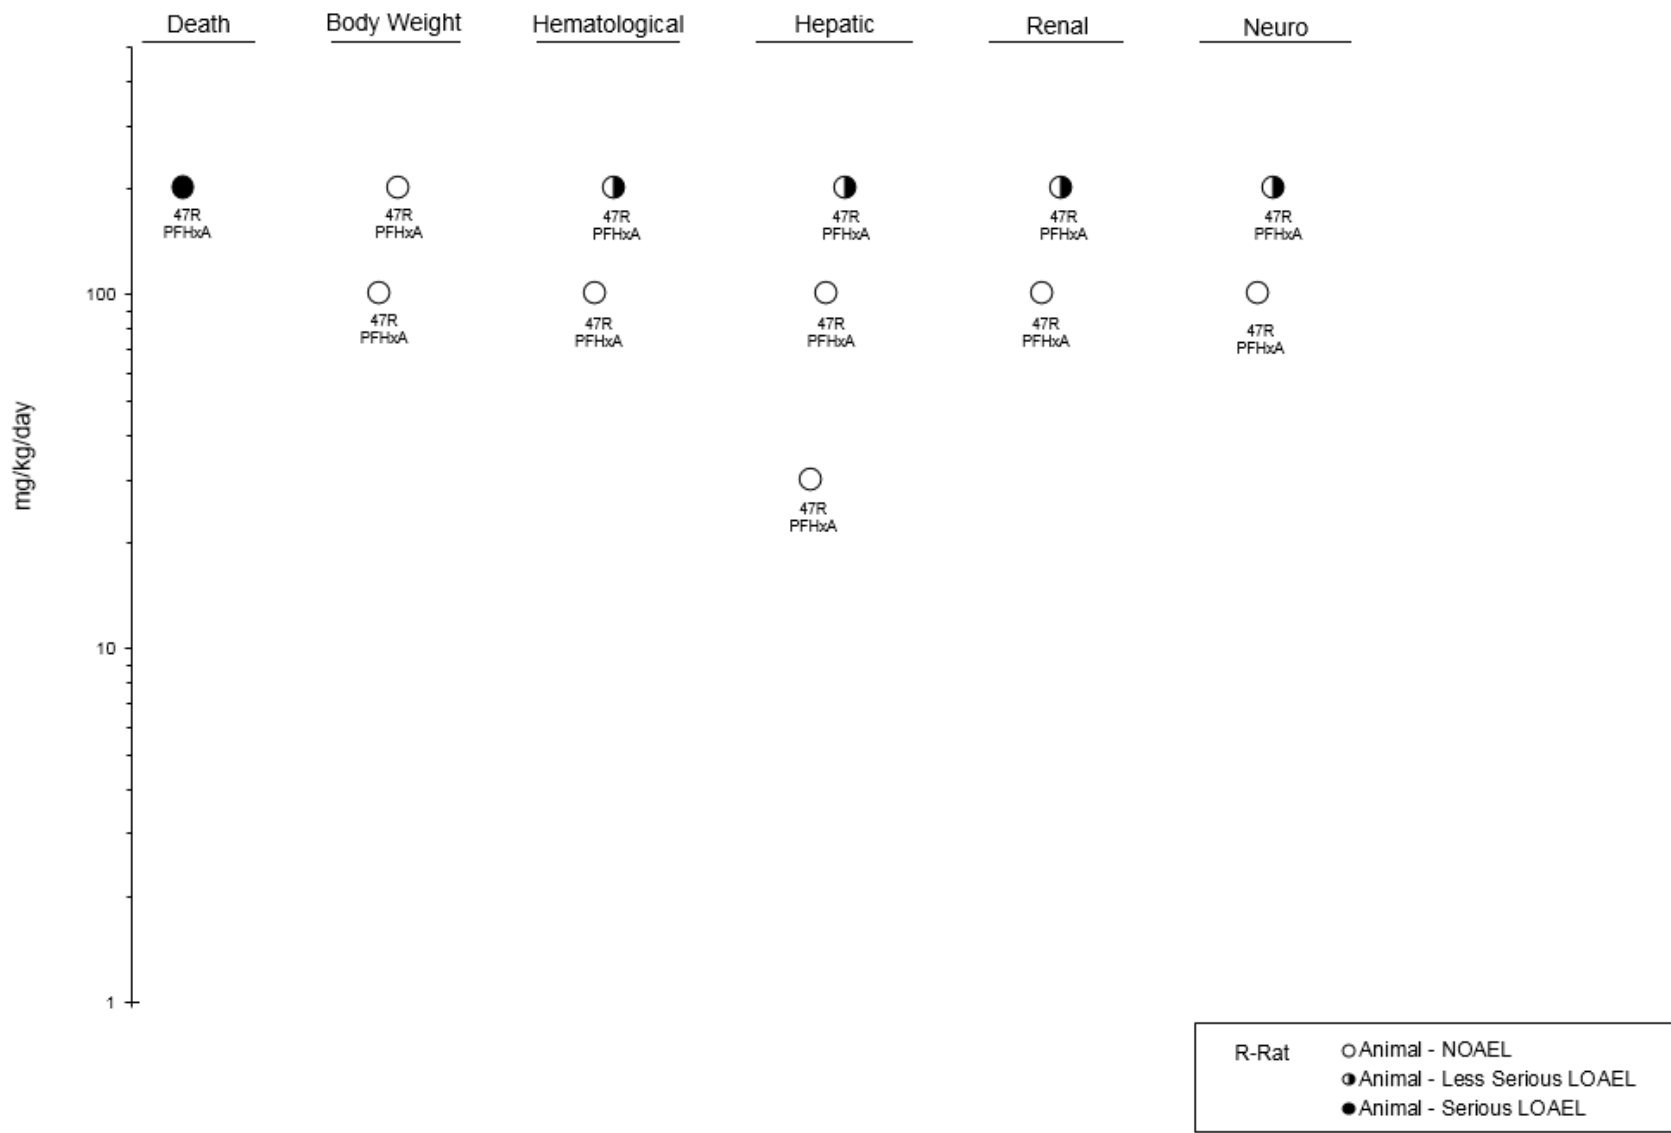 Death Body Weight Hematological Hepatic Renal Neuro
47R 47R 47R 47R 47R 47R
PFHxA PFHxA PFHxA PFHxA PFHxA PFHxA
100
47R 47R 47R 47R 47R
PFHxA PFHxA PFHxA PFHxA PFHxA
mg/kg/day
47R
PFHxA
10
1
R-Rat Animal - NOAEL
Animal - Less Serious LOAEL
Animal - Serious LOAEL